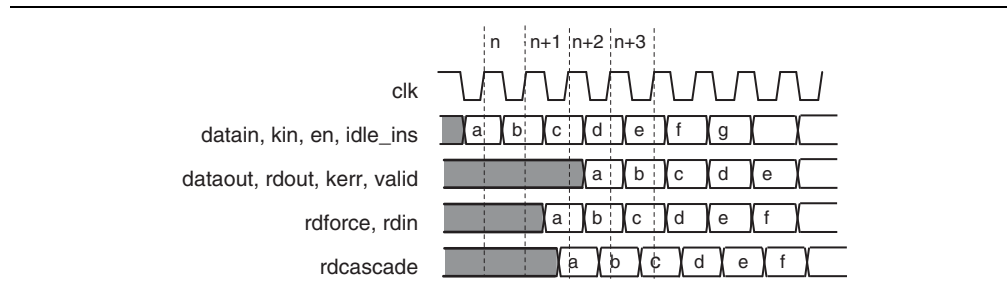 n n+1 n+2 n+3
clk
datain, kin, en, idle_ins a b c d e f g
dataout, rdout, kerr, valid a b c d e
rdforce, rdin a b c d e f
rdcascade a b c d e f